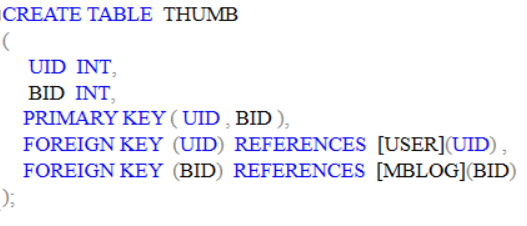 CREATE TABLE THUMB
(
UID INT,
BID INT,
PRIMARY KEY ( UID , BID ),
FOREIGN KEY (UID) REFERENCES [USER](UID) ,
FOREIGN KEY (BID) REFERENCES [MBLOG](BID)
);